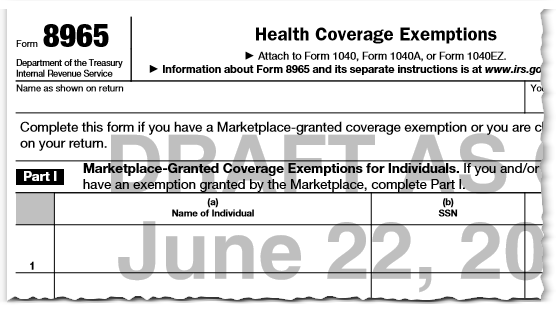 Form 8965
Department of the Treasury
Internal Revenue Service
Health Coverage Exemptions
► Attach to Form 1040, Form 1040A, or Form 1040EZ.
► Information about Form 8965 and its separate instructions is at www.irs.go
Name as shown on return
Yo
Complete this form if you have a Marketplace-granted coverage exemption or you are c
on your return.
DRAFT AS
Part I
Marketplace-Granted Coverage Exemptions for Individuals. If you and/or
have an exemption granted by the Marketplace, complete Part I.
(a)
Name of Individual
(b)
SSN
June 22, 20
1